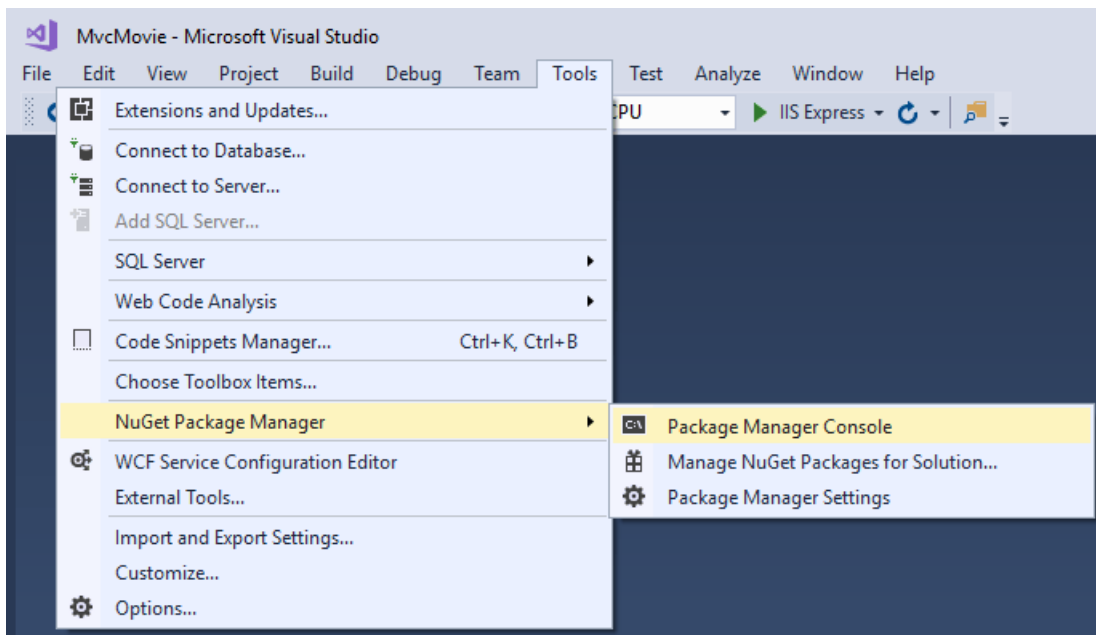 MvcMovie - Microsoft Visual Studio
File Edit View Project Build Debug Team Tools Test Analyze Window Help
Extensions and Updates...
IIS Express
Connect to Database...
Connect to Server...
Add SQL Server...
SQL Server
Web Code Analysis
Code Snippets Manager... Ctrl+K, Ctrl+B
Choose Toolbox Items...
NuGet Package Manager
Package Manager Console
WCF Service Configuration Editor
Manage NuGet Packages for Solution...
External Tools...
Package Manager Settings
Import and Export Settings...
Customize...
Options...